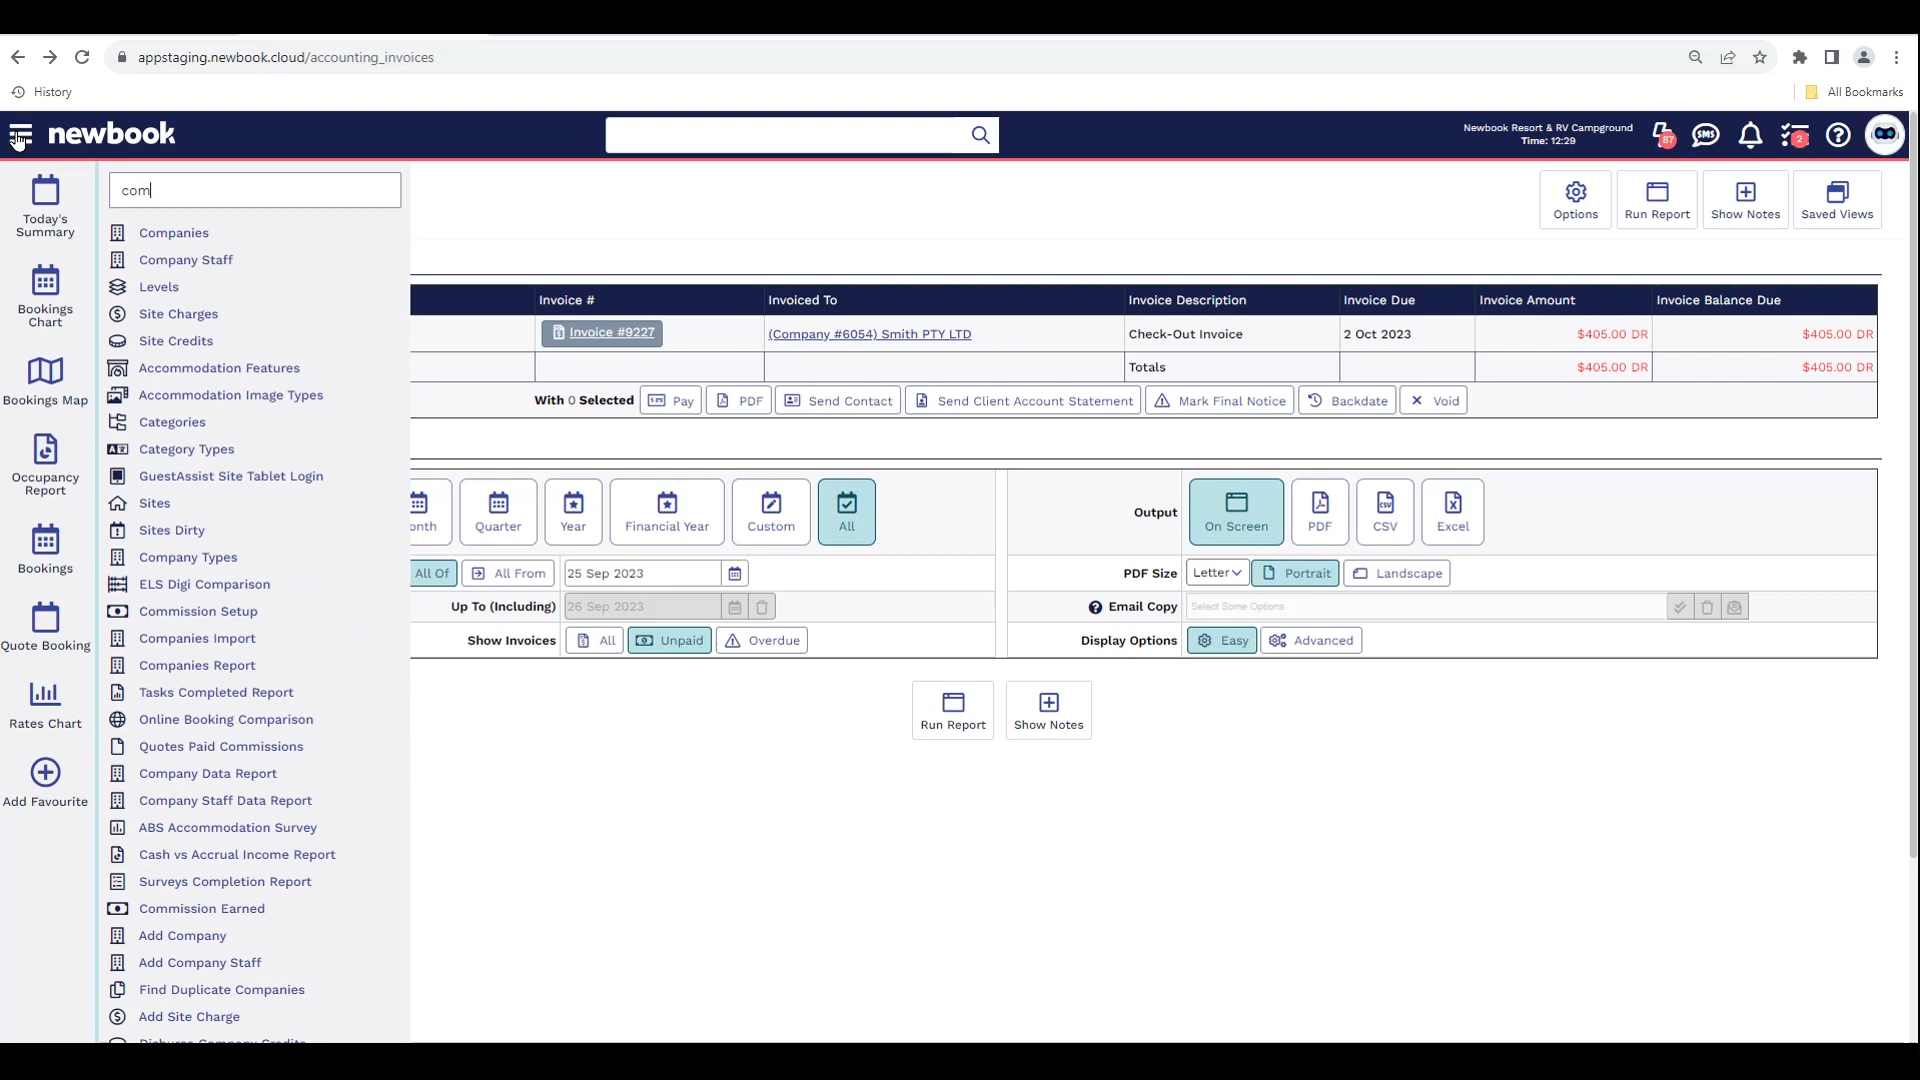 appstaging.newbook.cloud/accounting_invoices
History
All Bookmarks
newbook
Newbook Resort & RV Campground
Time: 12:29
87
SMS
2
Today's
Summary
Bookings
Chart
Bookings Map
Occupancy
Report
Bookings
Quote Booking
Rates Chart
Add Favourite
com
Companies
Company Staff
Levels
Site Charges
Site Credits
Accommodation Features
Accommodation Image Types
Categories
Category Types
GuestAssist Site Tablet Login
Sites
Sites Dirty
Company Types
ELS Digi Comparison
Commission Setup
Companies Import
Companies Report
Tasks Completed Report
Online Booking Comparison
Quotes Paid Commissions
Company Data Report
Company Staff Data Report
ABS Accommodation Survey
Cash vs Accrual Income Report
Surveys Completion Report
Commission Earned
Add Company
Add Company Staff
Find Duplicate Companies
Add Site Charge
Disburse Company Credits
Options Run Report Show Notes Saved Views
Invoice # Invoiced To Invoice Description Invoice Due Invoice Amount Invoice Balance Due
Invoice #9227 (Company #6054) Smith PTY LTD Check-Out Invoice 2 Oct 2023 $405.00 DR $405.00 DR
Totals $405.00 DR $405.00 DR
With 0 Selected Pay PDF Send Contact Send Client Account Statement Mark Final Notice Backdate Void
onth Quarter Year Financial Year Custom All
All Of All From 25 Sep 2023
Up To (Including) 26 Sep 2023
Show Invoices All Unpaid Overdue
Output On Screen PDF CSV Excel
PDF Size Letter Portrait Landscape
Email Copy Select Some Options
Display Options Easy Advanced
Run Report Show Notes